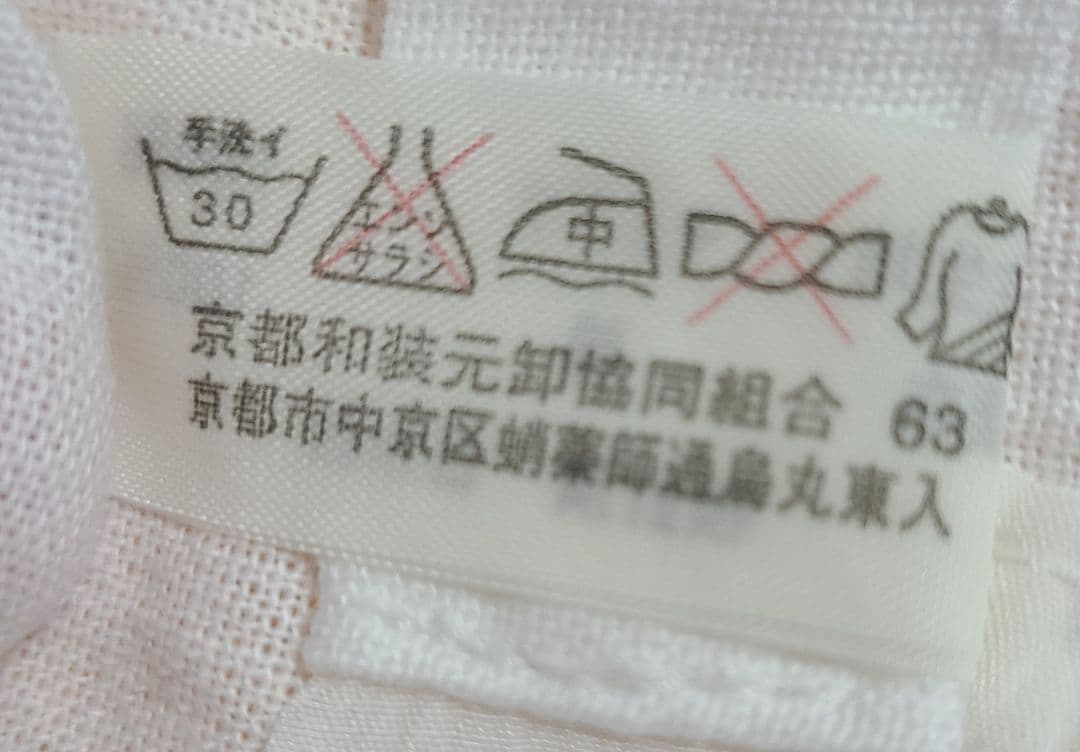 手洗イ
30
エンソ
サラシ
中
京都和装元卸協同組合 63
京都市中京区蛸薬師通烏丸東入